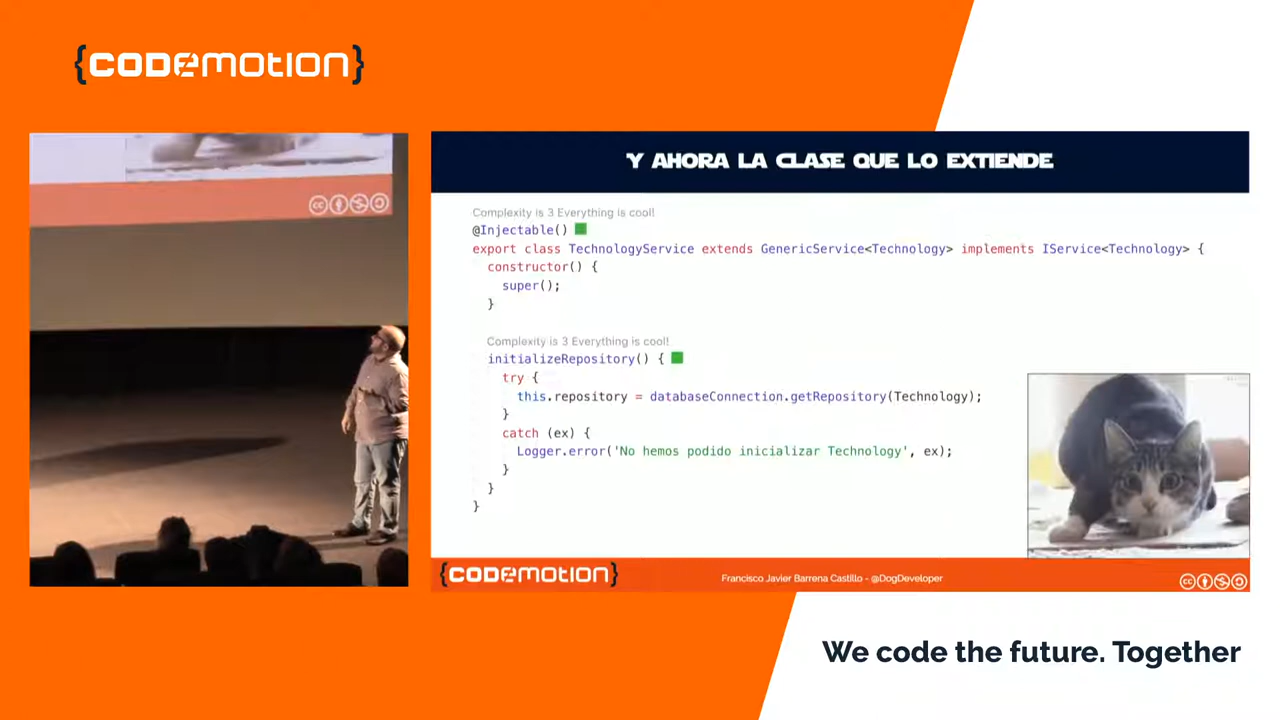 {CODEMOTION}
Y AHORA LA CLASE QUE LO EXTIENDE
Complexity is 3 Everything is cool!
@Injectable()
export class TechnologyService extends GenericService<Technology> implements IService<Technology> {
constructor() {
super();
}
Complexity is 3 Everything is cool!
initializeRepository() {
try {
this.repository = databaseConnection.getRepository(Technology);
}
catch (ex) {
Logger.error('No hemos podido inicializar Technology', ex);
}
}
}
{CODEMOTION}
Francisco Javier Barrena Castillo - @DogDeveloper
We code the future. Together